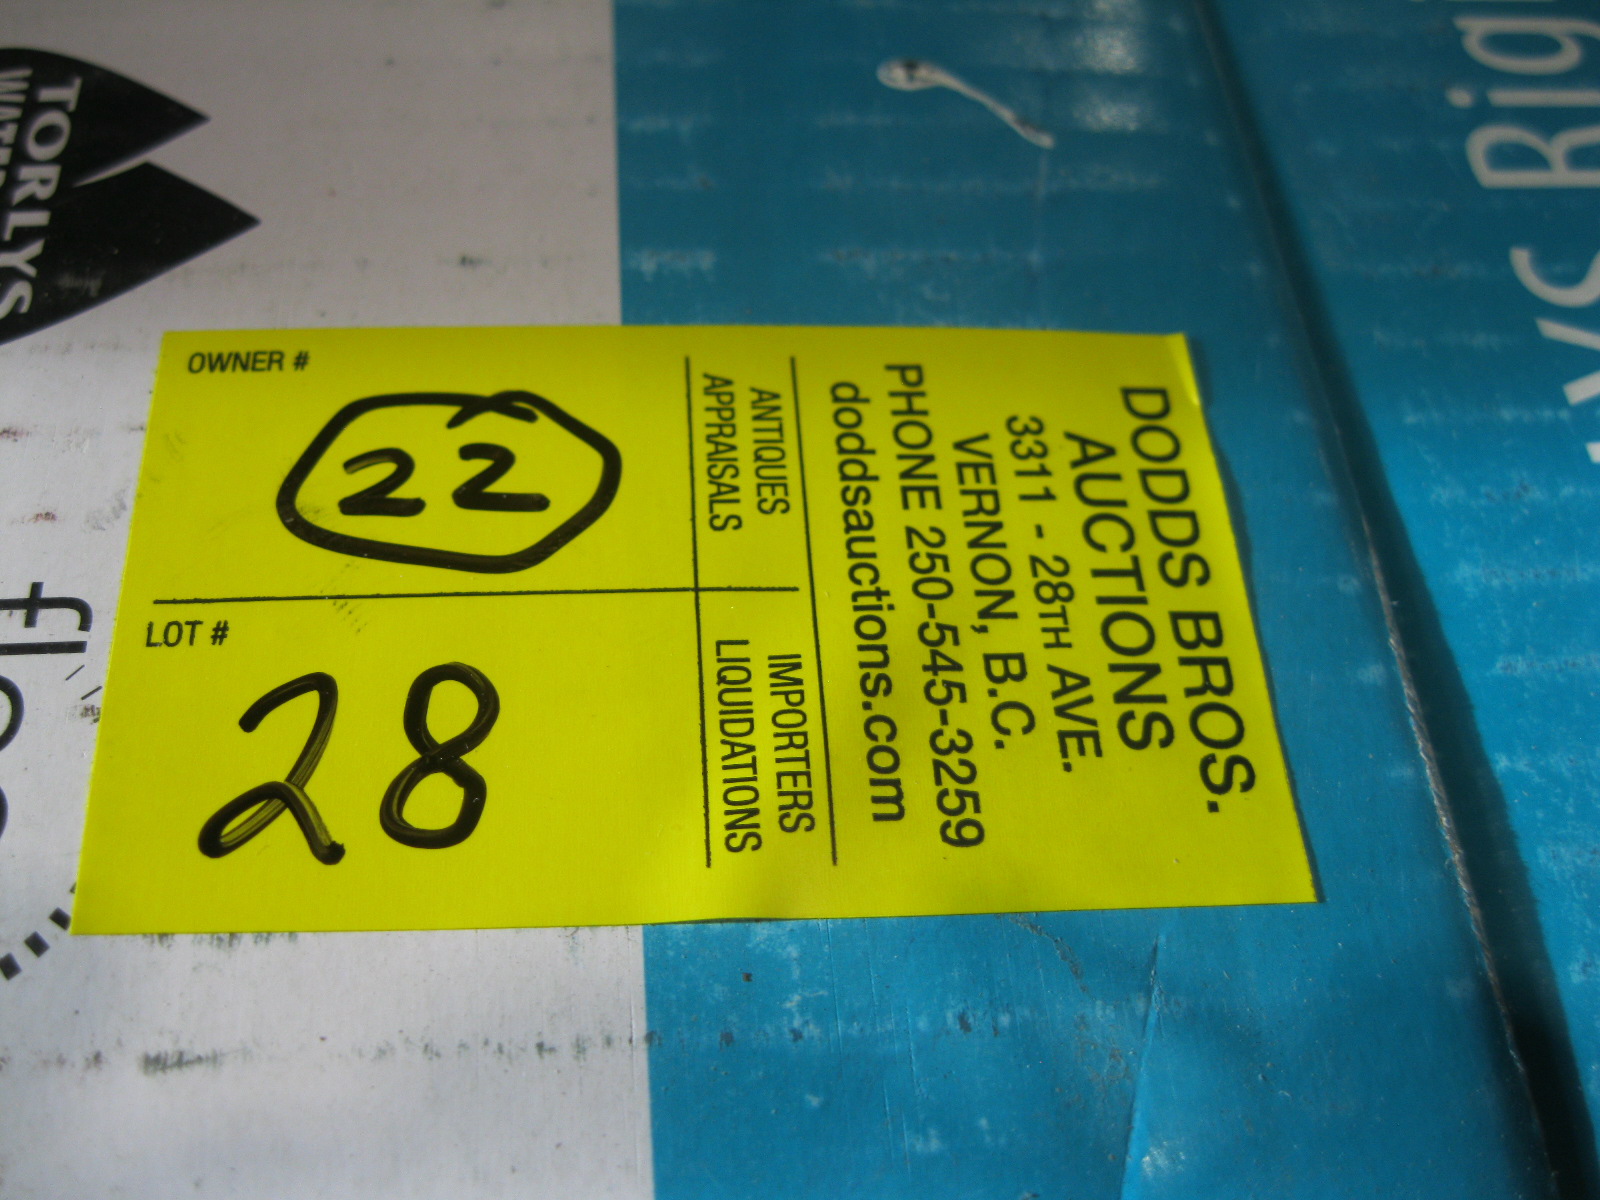 DODDS BROS.
AUCTIONS
3311 - 28TH AVE.
VERNON, B.C.
PHONE 250-545-3259
doddsauctions.com
ANTIQUES
APPRAISALS
IMPORTERS
LIQUIDATIONS
OWNER #
22
LOT #
28
TORLYS